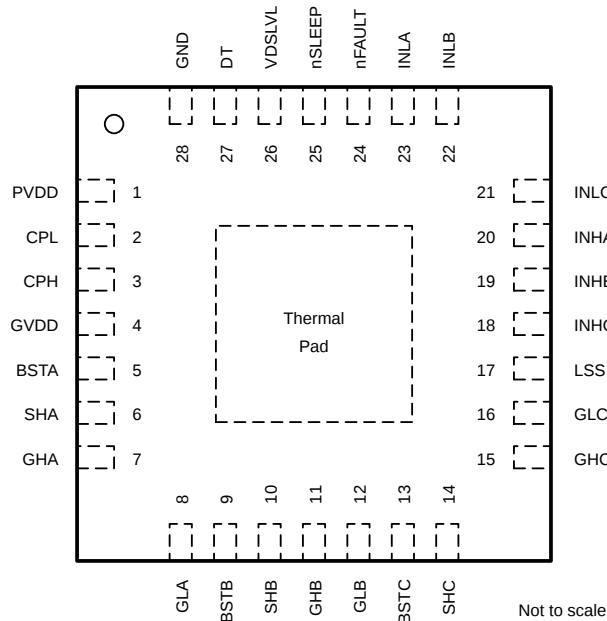 GND DT VDSLVL nSLEEP nFAULT INLA INLB
28 27 26 25 24 23 22
PVDD 1 21 INLC
CPL 2 20 INHA
CPH 3 19 INHB
GVDD 4 18 INHC
BSTA 5 17 LSS
SHA 6 16 GLC
GHA 7 15 GHC
Thermal
Pad
8 9 10 11 12 13 14
GLA BSTB SHB GHB GLB BSTC SHC
Not to scale